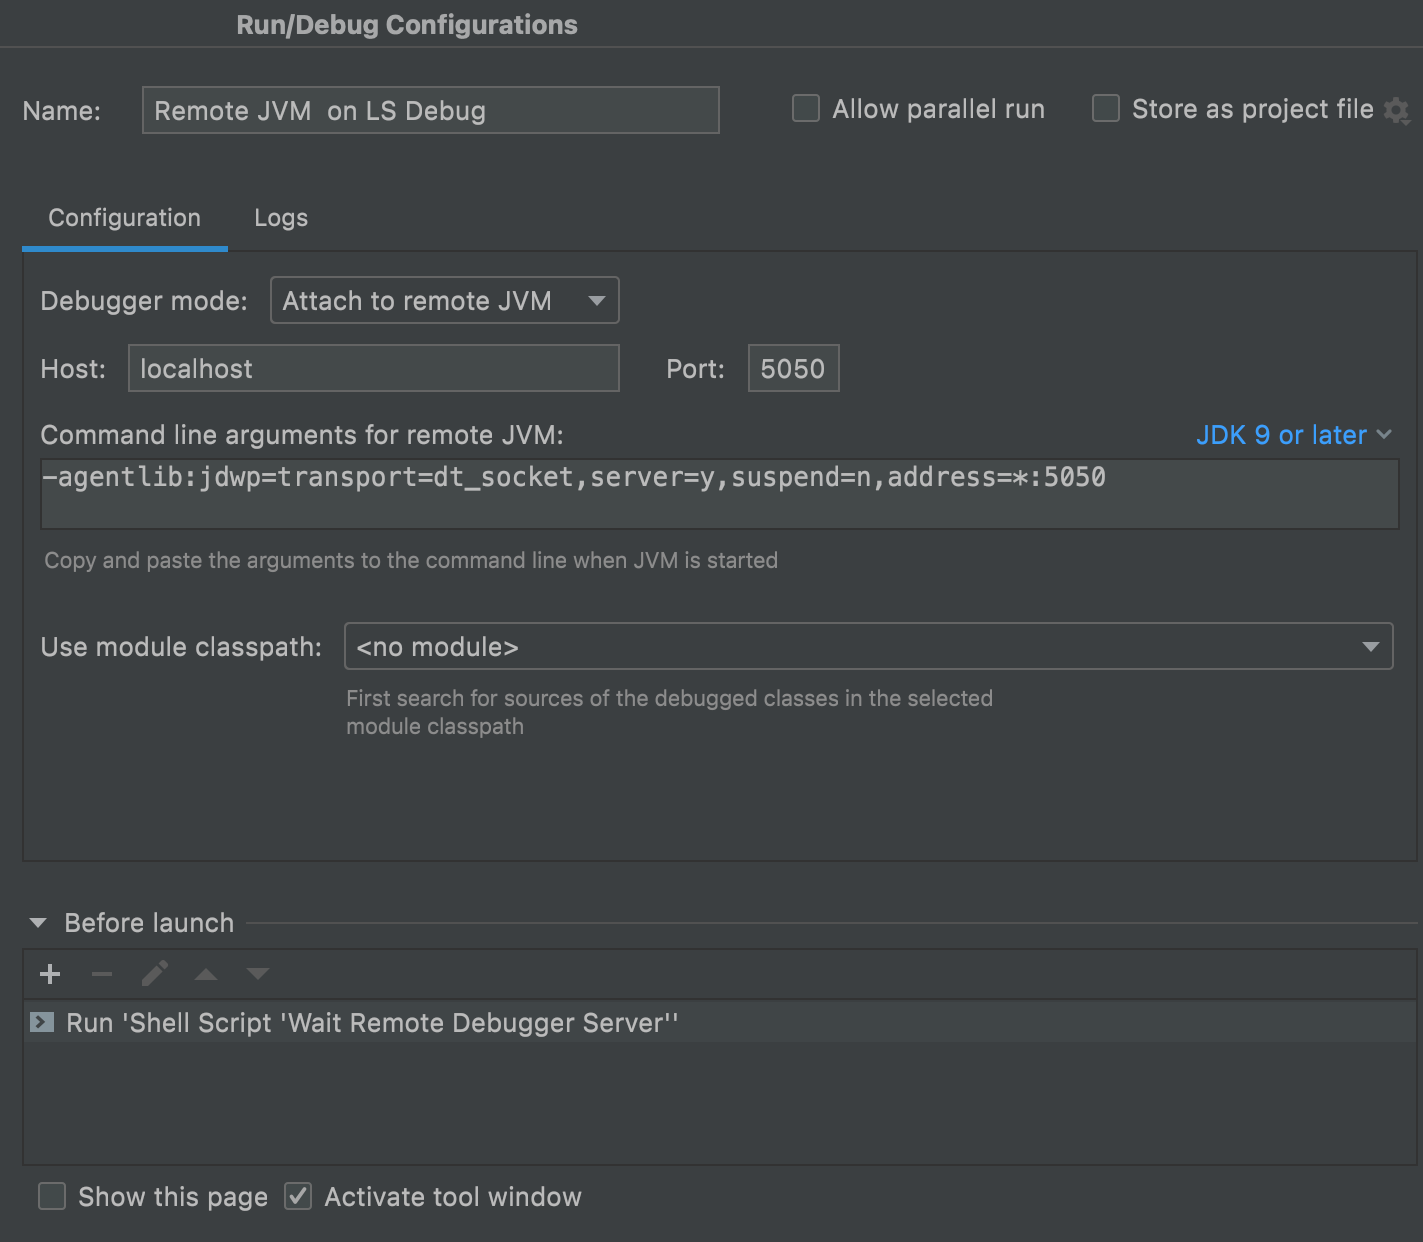 Run/Debug Configurations
Name: Remote JVM  on LS Debug Allow parallel run Store as project file
Configuration Logs
Debugger mode: Attach to remote JVM
Host: localhost Port: 5050
Command line arguments for remote JVM: JDK 9 or later
-agentlib:jdwp=transport=dt_socket,server=y,suspend=n,address=*:5050
Copy and paste the arguments to the command line when JVM is started
Use module classpath: <no module>
First search for sources of the debugged classes in the selected
module classpath
Before launch
Run 'Shell Script 'Wait Remote Debugger Server''
Show this page Activate tool window